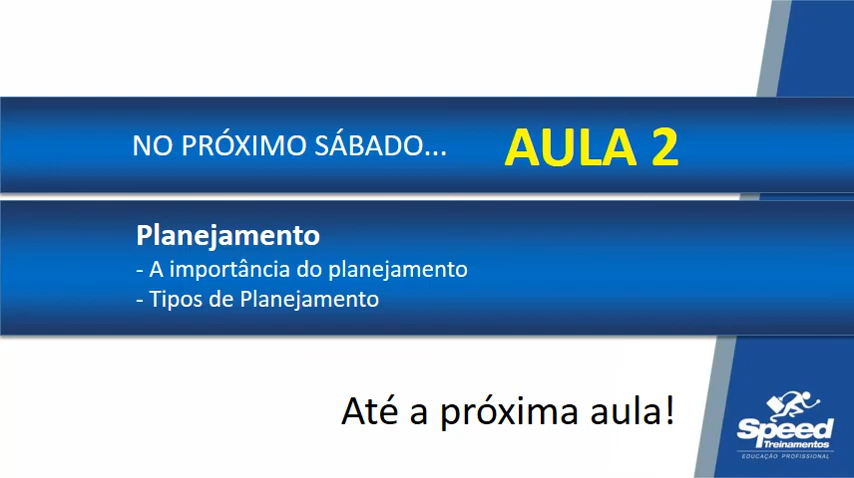 NO PRÓXIMO SÁBADO... AULA 2
Planejamento
- A importância do planejamento
- Tipos de Planejamento
Até a próxima aula!
Speed
Treinamentos
EDUCAÇÃO PROFISSIONAL